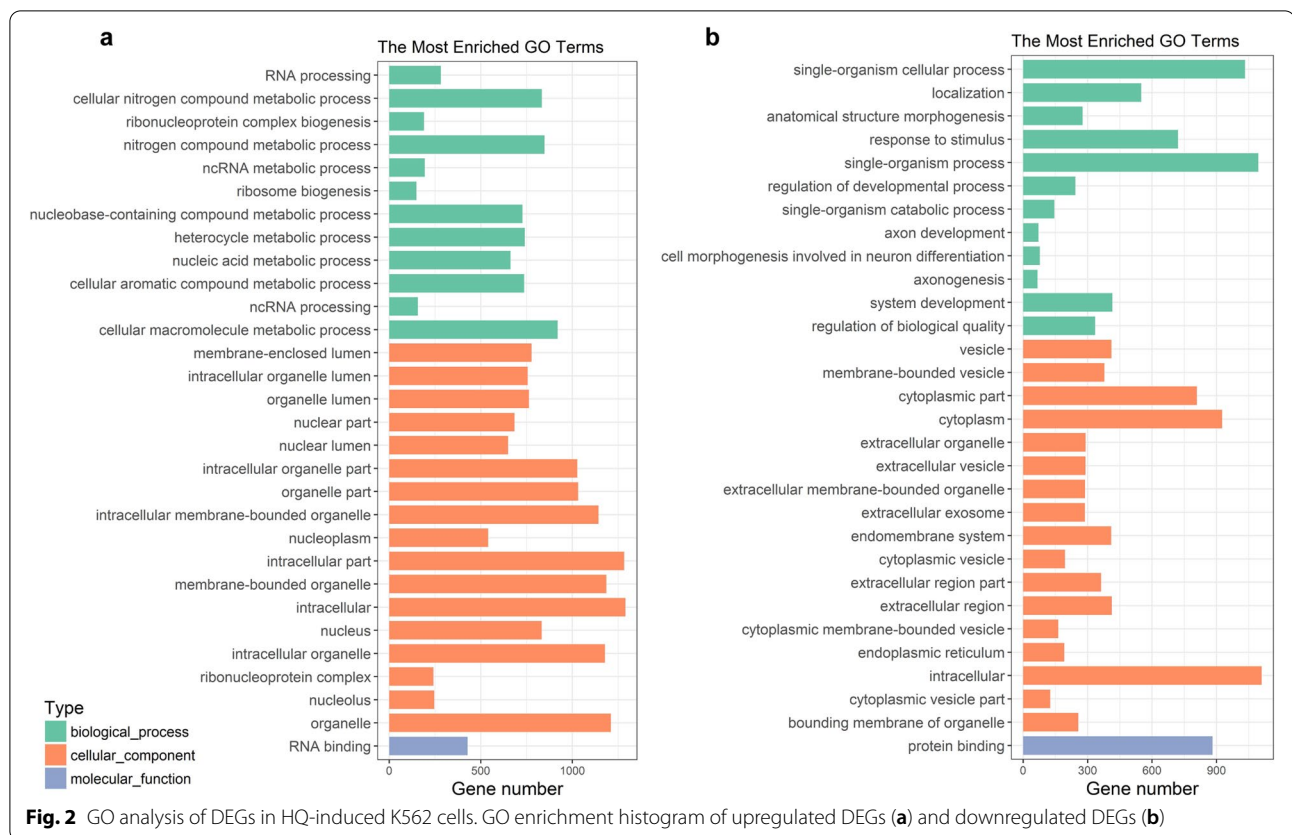 a
The Most Enriched GO Terms
RNA processing
cellular nitrogen compound metabolic process
ribonucleoprotein complex biogenesis
nitrogen compound metabolic process
ncRNA metabolic process
ribosome biogenesis
nucleobase-containing compound metabolic process
heterocycle metabolic process
nucleic acid metabolic process
cellular aromatic compound metabolic process
ncRNA processing
cellular macromolecule metabolic process
membrane-enclosed lumen
intracellular organelle lumen
organelle lumen
nuclear part
nuclear lumen
intracellular organelle part
organelle part
intracellular membrane-bounded organelle
nucleoplasm
intracellular part
membrane-bounded organelle
intracellular
nucleus
intracellular organelle
ribonucleoprotein complex
nucleolus
organelle
RNA binding
0 500 1000
Gene number
Type
biological_process
cellular_component
molecular_function
b
The Most Enriched GO Terms
single-organism cellular process
localization
anatomical structure morphogenesis
response to stimulus
single-organism process
regulation of developmental process
single-organism catabolic process
axon development
cell morphogenesis involved in neuron differentiation
axonogenesis
system development
regulation of biological quality
vesicle
membrane-bounded vesicle
cytoplasmic part
cytoplasm
extracellular organelle
extracellular vesicle
extracellular membrane-bounded organelle
extracellular exosome
endomembrane system
cytoplasmic vesicle
extracellular region part
extracellular region
cytoplasmic membrane-bounded vesicle
endoplasmic reticulum
intracellular
cytoplasmic vesicle part
bounding membrane of organelle
protein binding
0 300 600 900
Gene number
Fig. 2 GO analysis of DEGs in HQ-induced K562 cells. GO enrichment histogram of upregulated DEGs (a) and downregulated DEGs (b)